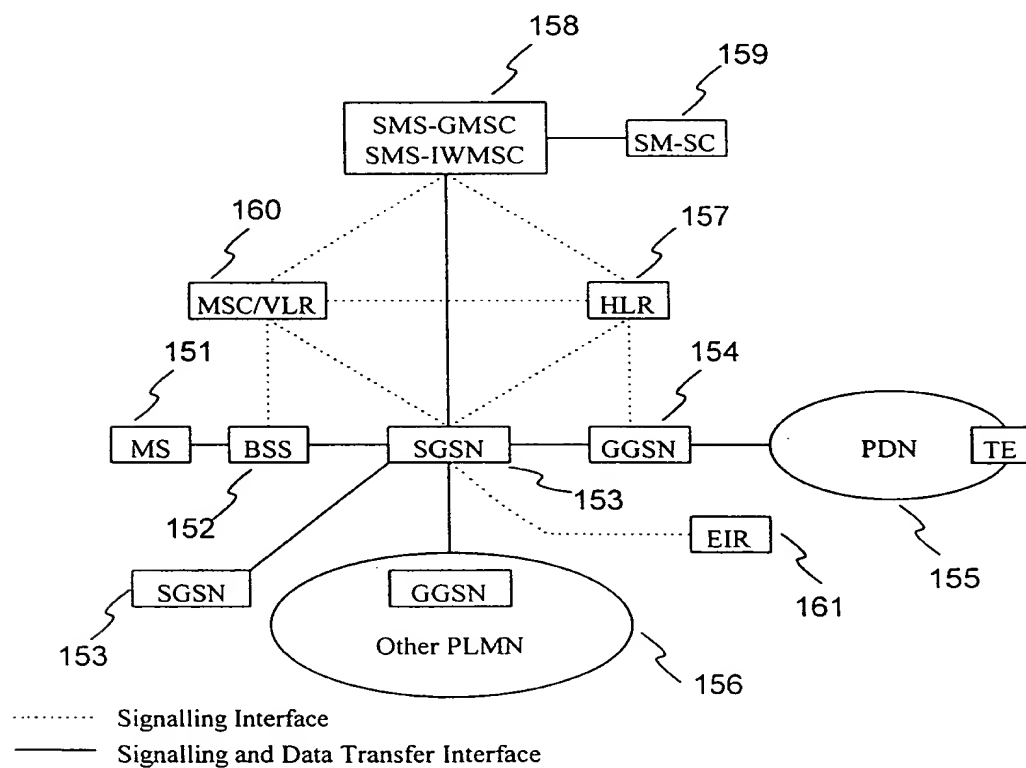 158
159
SMS-GMSC
SMS-IWMSC
SM-SC
160
157
MSC/VLR
HLR
151
154
MS
BSS
SGSN
GGSN
PDN
TE
152
153
EIR
155
161
SGSN
GGSN
153
Other PLMN
156
Signalling Interface
Signalling and Data Transfer Interface